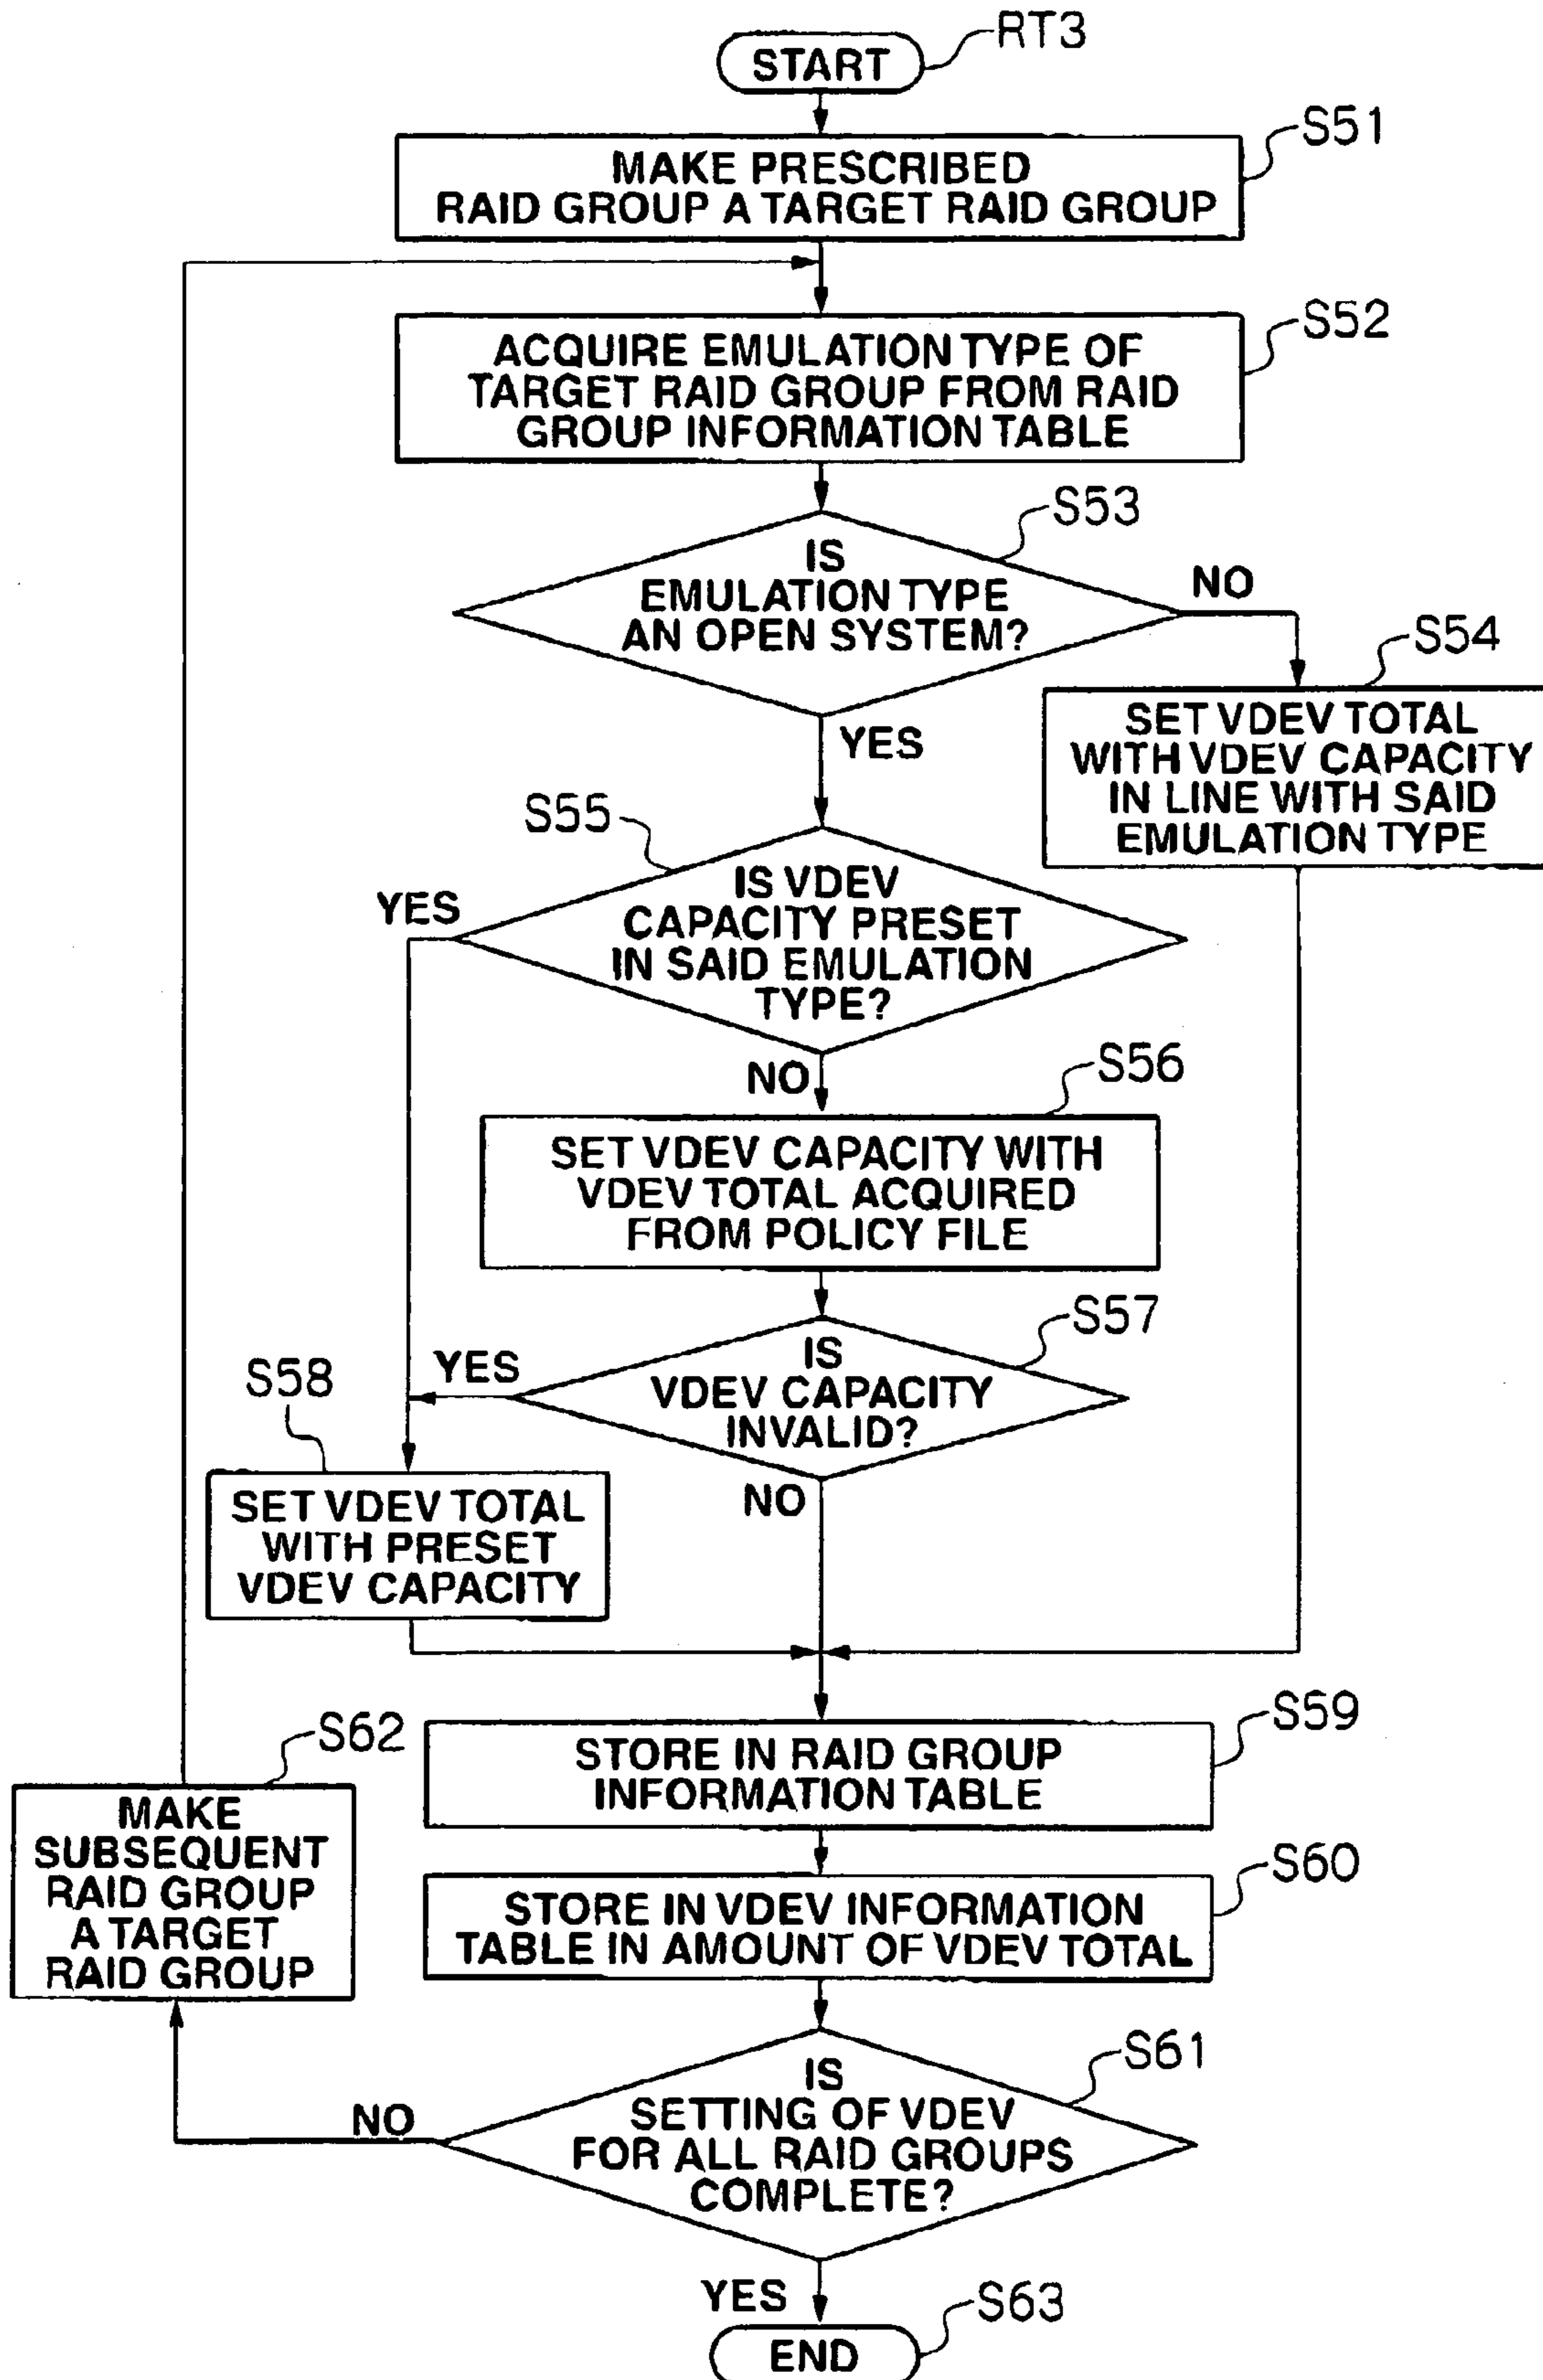 START
RT3
MAKE PRESCRIBED
RAID GROUP A TARGET RAID GROUP
S51
ACQUIRE EMULATION TYPE OF
TARGET RAID GROUP FROM RAID
GROUP INFORMATION TABLE
S52
IS
EMULATION TYPE
AN OPEN SYSTEM?
S53
NO
YES
S54
SET VDEV TOTAL
WITH VDEV CAPACITY
IN LINE WITH SAID
EMULATION TYPE
S55
IS VDEV
CAPACITY PRESET
IN SAID EMULATION
TYPE?
YES
NO
S56
SET VDEV CAPACITY WITH
VDEV TOTAL ACQUIRED
FROM POLICY FILE
S57
IS
VDEV CAPACITY
INVALID?
YES
NO
S58
SET VDEV TOTAL
WITH PRESET
VDEV CAPACITY
S59
STORE IN RAID GROUP
INFORMATION TABLE
S60
STORE IN VDEV INFORMATION
TABLE IN AMOUNT OF VDEV TOTAL
S61
IS
SETTING OF VDEV
FOR ALL RAID GROUPS
COMPLETE?
NO
S62
MAKE
SUBSEQUENT
RAID GROUP
A TARGET
RAID GROUP
YES
S63
END